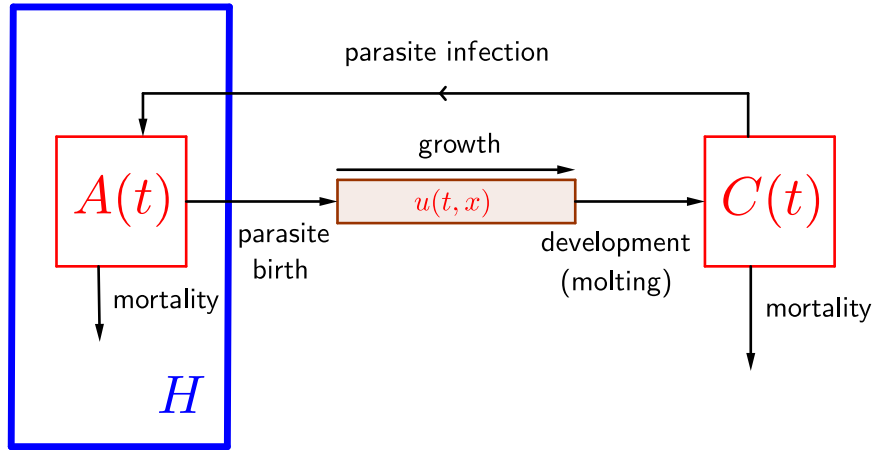 parasite infection
growth
A(t)
u(t, x)
C(t)
parasite
birth
development
(molting)
mortality
mortality
H